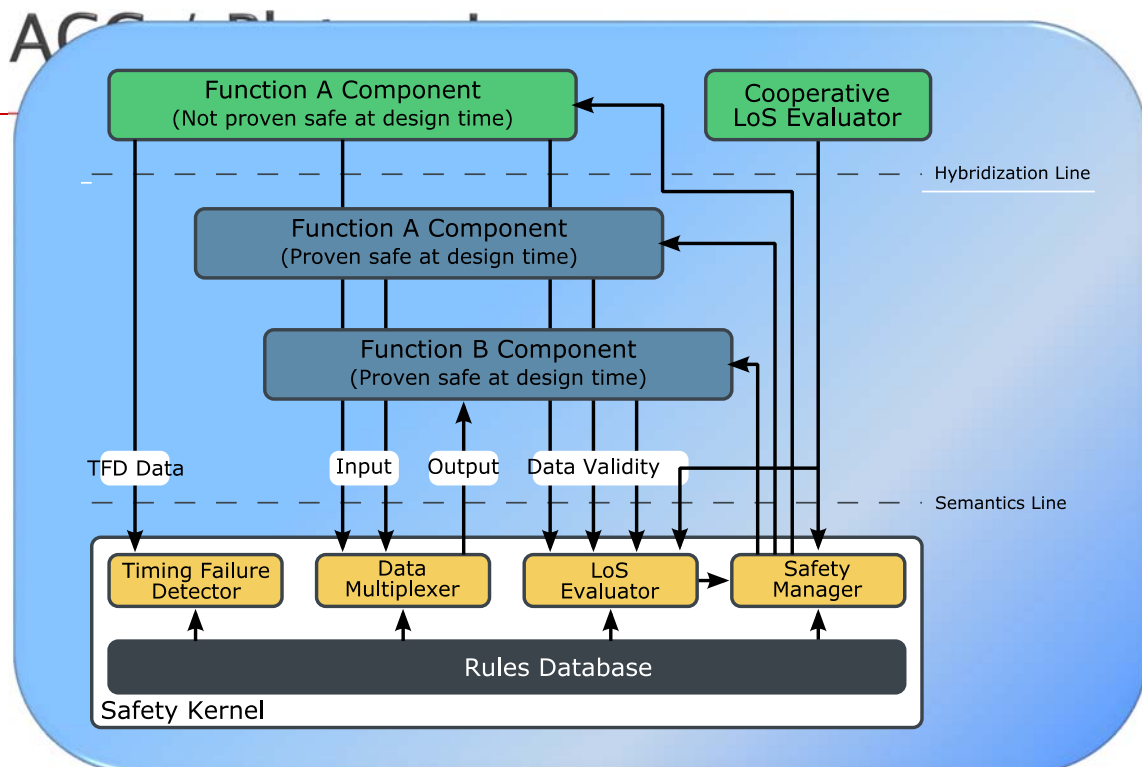 Function A Component
(Not proven safe at design time)
Cooperative
LoS Evaluator
Hybridization Line
Function A Component
(Proven safe at design time)
Function B Component
(Proven safe at design time)
TFD Data
Input
Output
Data Validity
Semantics Line
Timing Failure
Detector
Data
Multiplexer
LoS
Evaluator
Safety
Manager
Rules Database
Safety Kernel